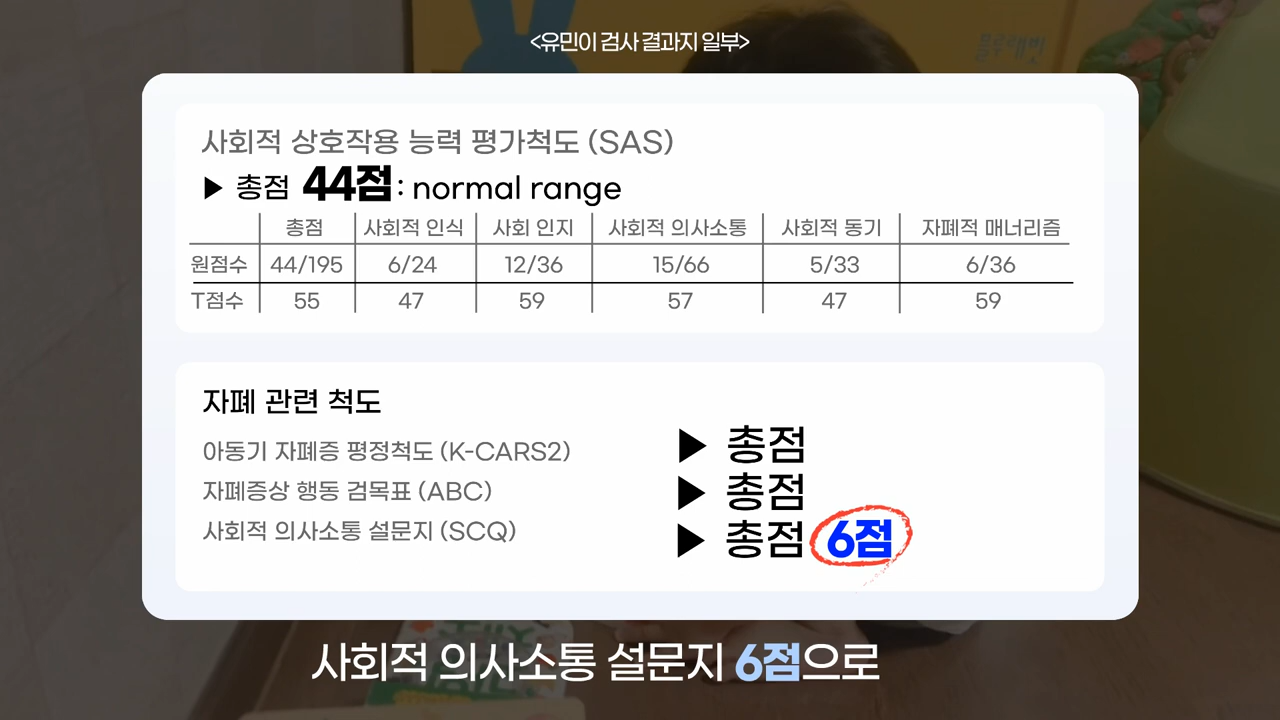 <유민이 검사 결과지 일부>
사회적 상호작용 능력 평가척도 (SAS)
▶ 총점 44점: normal range
총점 사회적 인식 사회 인지 사회적 의사소통 사회적 동기 자폐적 매너리즘
원점수 44/195 6/24 12/36 15/66 5/33 6/36
T점수 55 47 59 57 47 59
자폐 관련 척도
아동기 자폐증 평정척도 (K-CARS2) ▶ 총점
자폐증상 행동 검목표 (ABC) ▶ 총점
사회적 의사소통 설문지 (SCQ) ▶ 총점 6점
사회적 의사소통 설문지 6점으로